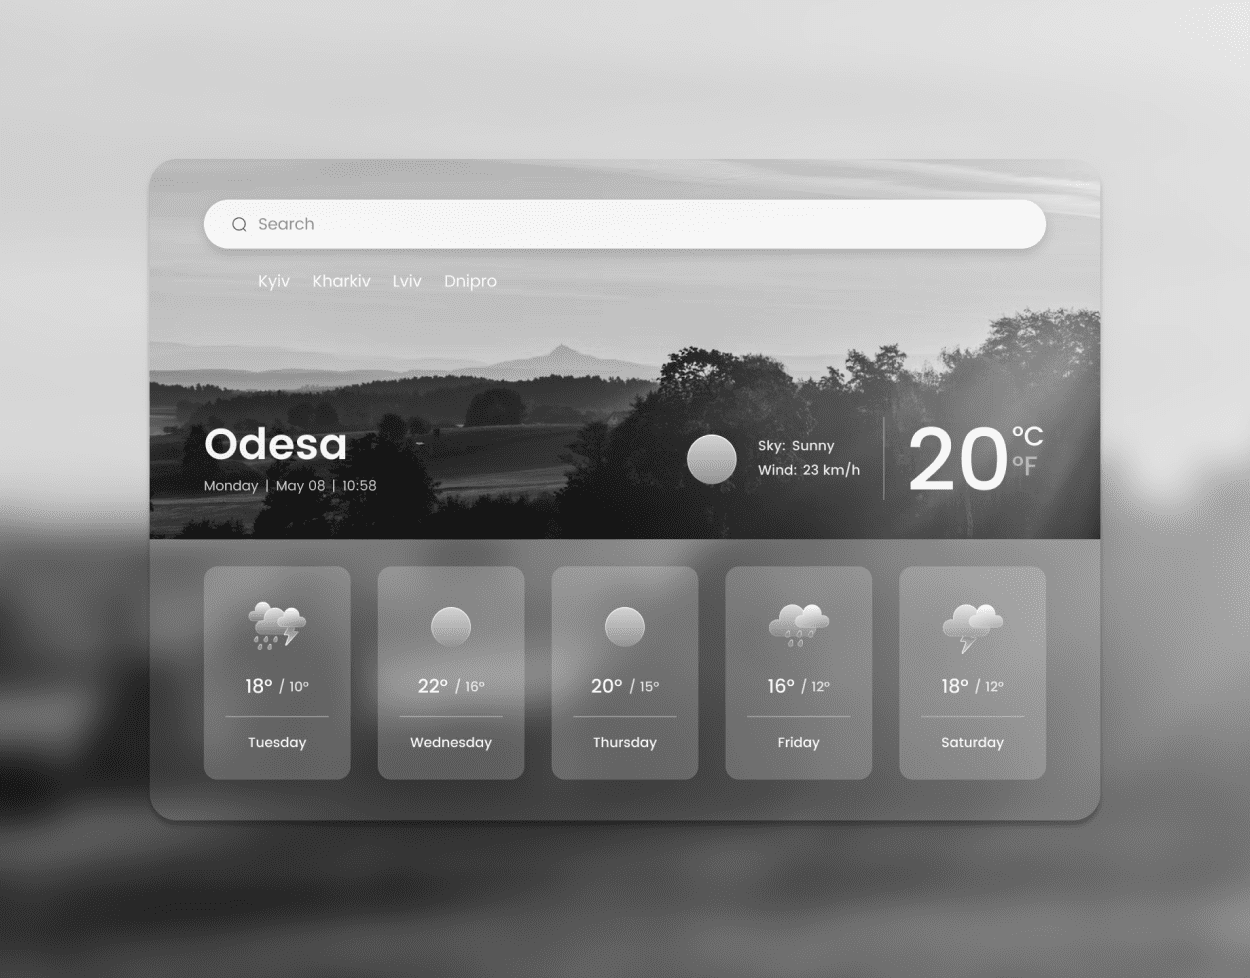 Search
Kyiv Kharkiv Lviv Dnipro
Odesa
Monday | May 08 | 10:58
Sky: Sunny
Wind: 23 km/h
20 °C
°F
18° / 10°
Tuesday
22° / 16°
Wednesday
20° / 15°
Thursday
16° / 12°
Friday
18° / 12°
Saturday